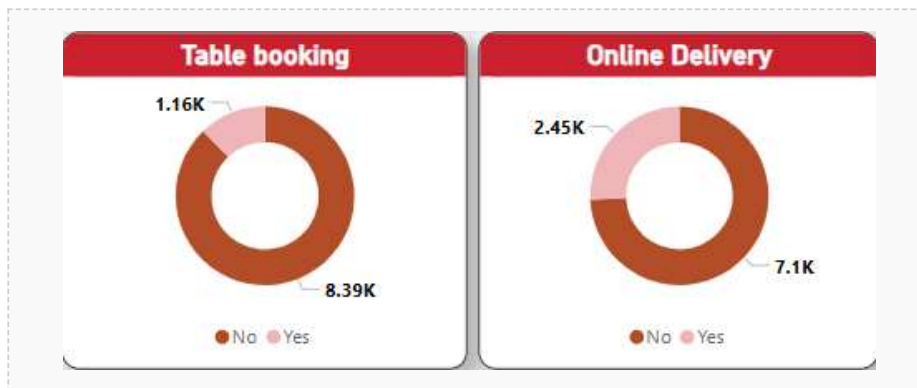 Table booking
1.16K
8.39K
No Yes
Online Delivery
2.45K
7.1K
No Yes